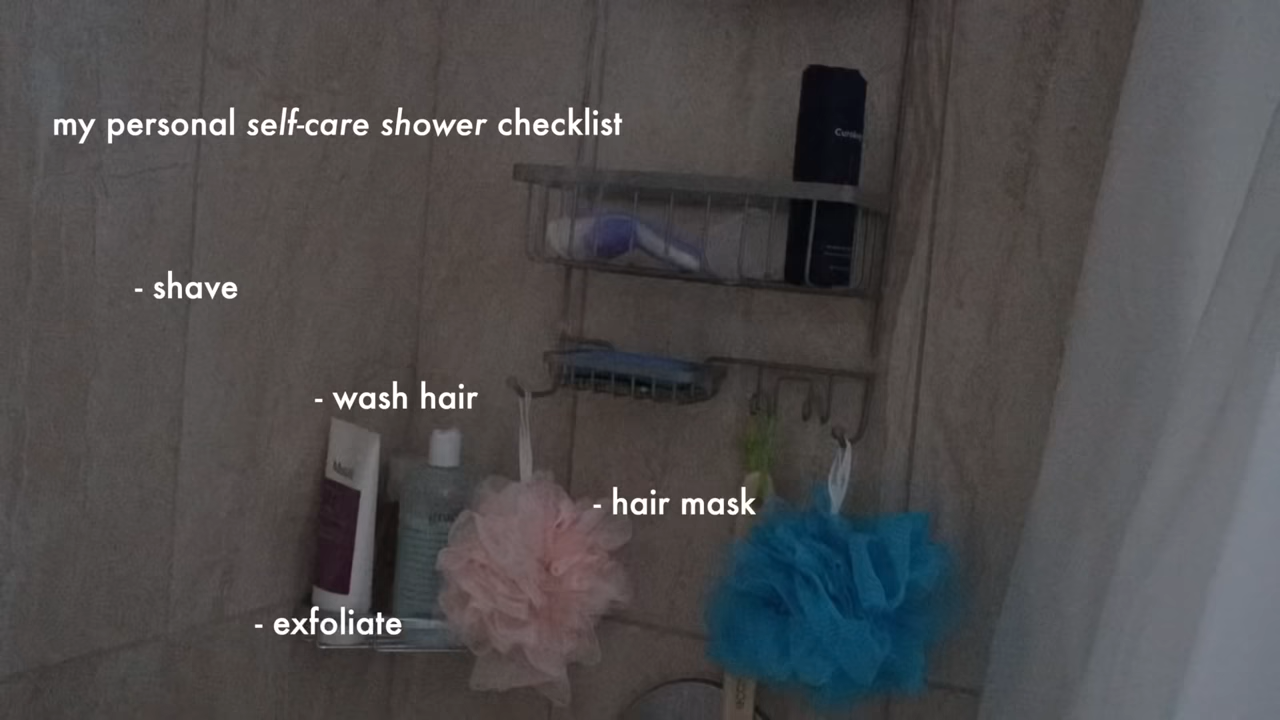 my personal self-care shower checklist
- shave
- wash hair
- hair mask
- exfoliate